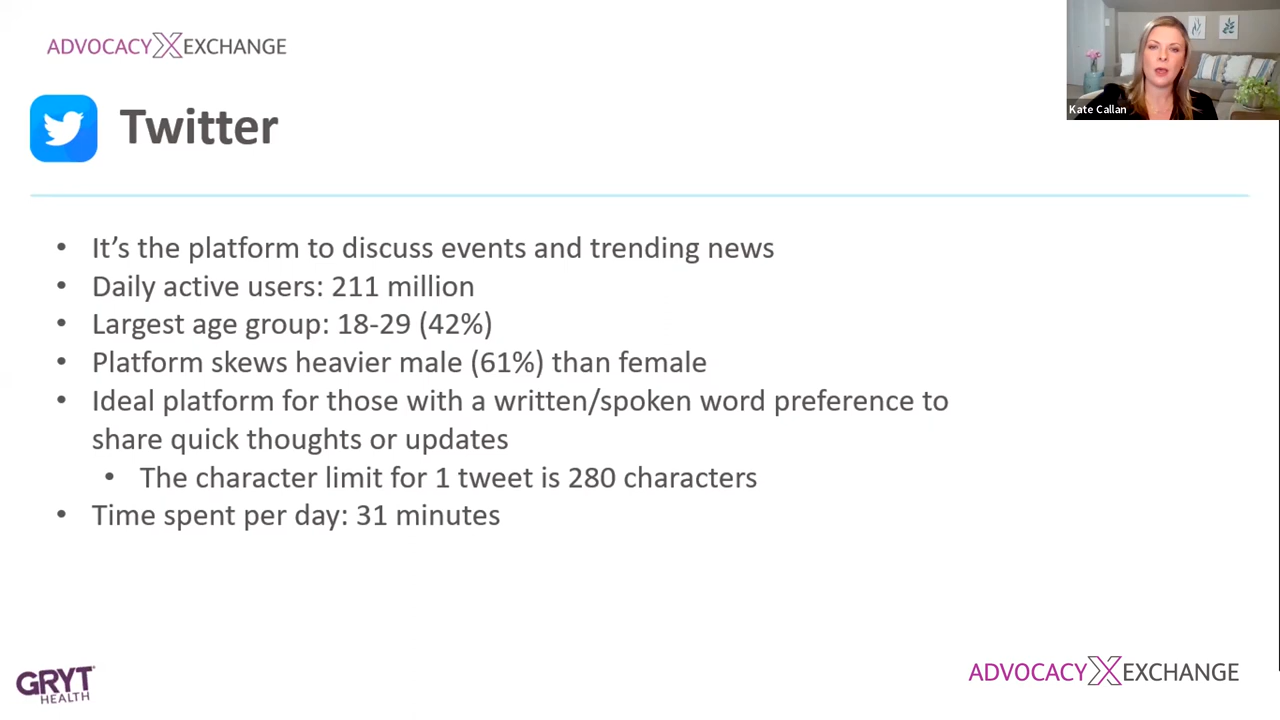 ADVOCACY EXCHANGE
Kate Callan
Twitter
• It’s the platform to discuss events and trending news
• Daily active users: 211 million
• Largest age group: 18-29 (42%)
• Platform skews heavier male (61%) than female
• Ideal platform for those with a written/spoken word preference to
share quick thoughts or updates
• The character limit for 1 tweet is 280 characters
• Time spent per day: 31 minutes
GRYT
HEALTH
ADVOCACY EXCHANGE